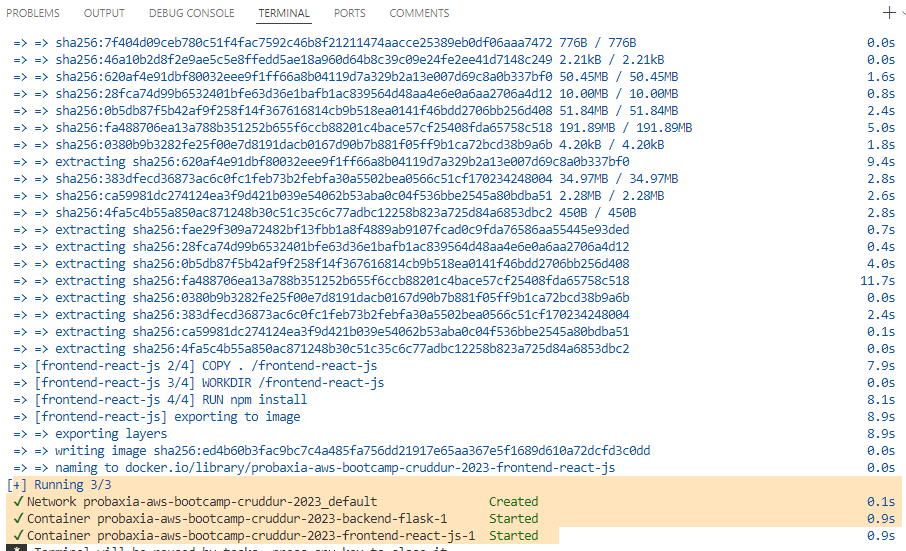 PROBLEMS OUTPUT DEBUG CONSOLE TERMINAL PORTS COMMENTS
=> => sha256:7f404d09ceb780c51f4fac7592c46b8f21211474aacce25389eb0df06aaa7472 776B / 776B 0.0s
=> => sha256:46a10b2d8f2e9ae5c5e8ffedd5ae18a960d64b8c39c09e24fe2ee41d7148c249 2.21kB / 2.21kB 0.0s
=> => sha256:620af4e91dbf80032eee9f1ff66a8b04119d7a329b2a13e007d69c8a0b337bf0 50.45MB / 50.45MB 1.6s
=> => sha256:28fca74d99b6532401bfe63d36e1bafb1ac839564d48aa4e6e0a6aa2706a4d12 10.00MB / 10.00MB 0.8s
=> => sha256:0b5db87f5b42af9f258f14f367616814cb9b518ea0141f46bdd2706bb256d408 51.84MB / 51.84MB 2.4s
=> => sha256:fa488706ea13a788b351252b655f6ccb88201c4bace57cf25408fda65758c518 191.89MB / 191.89MB 5.0s
=> => sha256:0380b9b3282fe25f00e7d8191dacb0167d90b7b881f05ff9b1ca72bcd38b9a6b 4.20kB / 4.20kB 1.8s
=> => extracting sha256:620af4e91dbf80032eee9f1ff66a8b04119d7a329b2a13e007d69c8a0b337bf0 9.4s
=> => sha256:383dfecd36873ac6c0fc1feb73b2febfa30a5502bea0566c51cf170234248004 34.97MB / 34.97MB 2.8s
=> => sha256:ca59981dc274124ea3f9d421b039e54062b53aba0c04f536bbe2545a80bdba51 2.28MB / 2.28MB 2.6s
=> => sha256:4fa5c4b55a850ac871248b30c51c35c6c77adbc12258b823a725d84a6853dbc2 450B / 450B 2.8s
=> => extracting sha256:fae29f309a72482bf13fbb1a8f4889ab9107fcad0c9fda76586aa55445e93ded 0.7s
=> => extracting sha256:28fca74d99b6532401bfe63d36e1bafb1ac839564d48aa4e6e0a6aa2706a4d12 0.4s
=> => extracting sha256:0b5db87f5b42af9f258f14f367616814cb9b518ea0141f46bdd2706bb256d408 4.0s
=> => extracting sha256:fa488706ea13a788b351252b655f6ccb88201c4bace57cf25408fda65758c518 11.7s
=> => extracting sha256:0380b9b3282fe25f00e7d8191dacb0167d90b7b881f05ff9b1ca72bcd38b9a6b 0.0s
=> => extracting sha256:383dfecd36873ac6c0fc1feb73b2febfa30a5502bea0566c51cf170234248004 2.4s
=> => extracting sha256:ca59981dc274124ea3f9d421b039e54062b53aba0c04f536bbe2545a80bdba51 0.1s
=> => extracting sha256:4fa5c4b55a850ac871248b30c51c35c6c77adbc12258b823a725d84a6853dbc2 0.0s
=> [frontend-react-js 2/4] COPY . /frontend-react-js 7.9s
=> [frontend-react-js 3/4] WORKDIR /frontend-react-js 0.0s
=> [frontend-react-js 4/4] RUN npm install 8.1s
=> [frontend-react-js] exporting to image 8.9s
=> => exporting layers 8.9s
=> => writing image sha256:ed4b60b3fac9bc7c4a485fa756dd21917e65aa367e5f1689d610a72dcfd3c0dd 0.0s
=> => naming to docker.io/library/probaxia-aws-bootcamp-cruddur-2023-frontend-react-js 0.0s
[+] Running 3/3
✓ Network probaxia-aws-bootcamp-cruddur-2023_default Created 0.1s
✓ Container probaxia-aws-bootcamp-cruddur-2023-backend-flask-1 Started 0.9s
✓ Container probaxia-aws-bootcamp-cruddur-2023-frontend-react-js-1 Started 0.9s
* Terminal will be reused by tasks, press any key to close it.